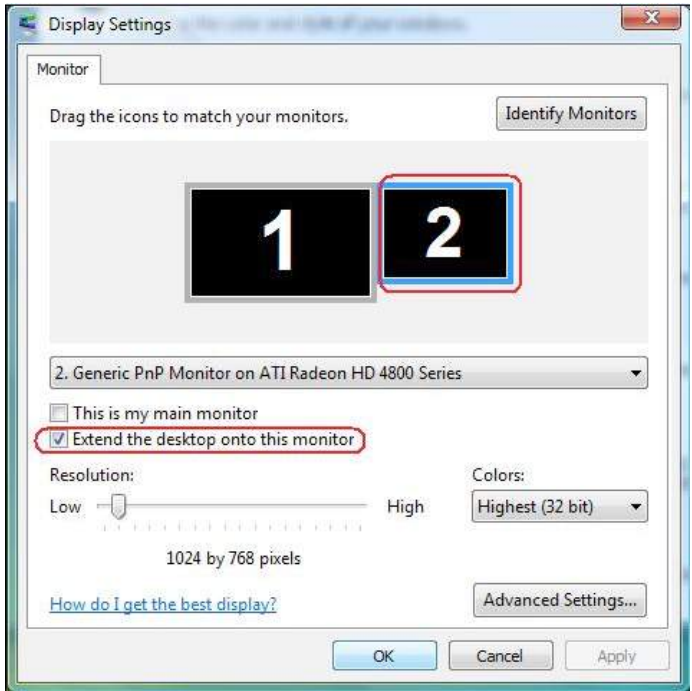 Display Settings
Monitor
Drag the icons to match your monitors.
Identify Monitors
1
2
2. Generic PnP Monitor on ATI Radeon HD 4800 Series
This is my main monitor
Extend the desktop onto this monitor
Resolution:
Colors:
Low
High
Highest (32 bit)
1024 by 768 pixels
How do I get the best display?
Advanced Settings...
OK
Cancel
Apply